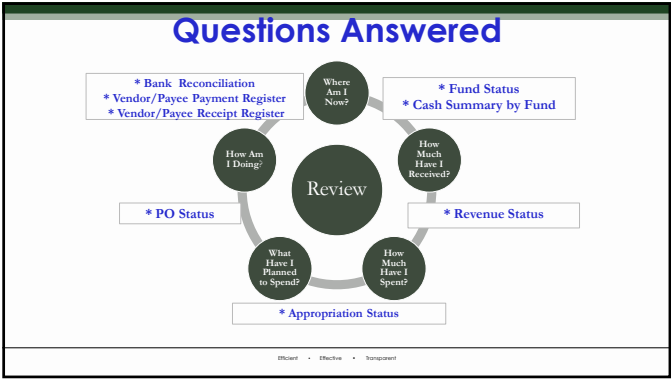 Questions Answered
* Bank Reconciliation
* Vendor/Payee Payment Register
* Vendor/Payee Receipt Register
Where
Am I
Now?
* Fund Status
* Cash Summary by Fund
How Am
I Doing?
How
Much
Have I
Received?
Review
* PO Status
* Revenue Status
What
Have I
Planned
to Spend?
How
Much
Have I
Spent?
* Appropriation Status
Efficient • Effective • Transparent